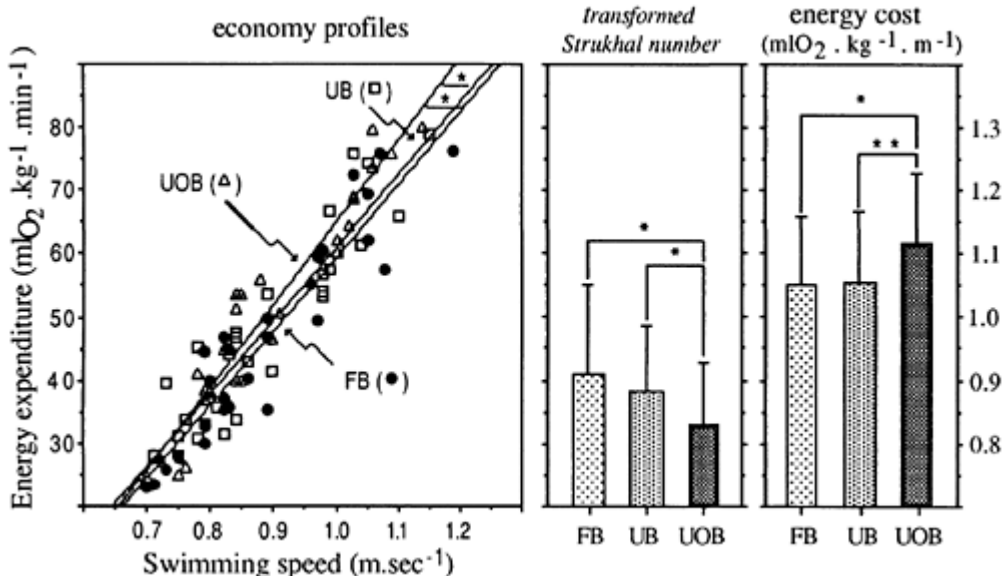 economy profiles
transformed
Strukhal number
energy cost
(mlO2 . kg -1 . m-1)
Energy expenditure (mlO2 .kg-1 .min-1)
80
70
60
50
40
30
UB ( )
UOB (△)
FB (●)
*
*
0.7 0.8 0.9 1.0 1.1 1.2
Swimming speed (m.sec-1)
*
*
FB UB UOB
*
* *
1.3
1.2
1.1
1.0
0.9
0.8
FB UB UOB